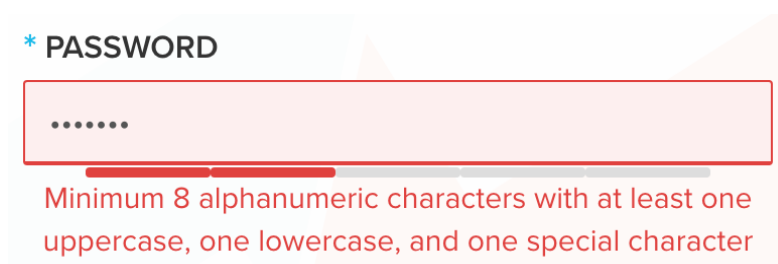 * PASSWORD
•••••••
Minimum 8 alphanumeric characters with at least one
uppercase, one lowercase, and one special character